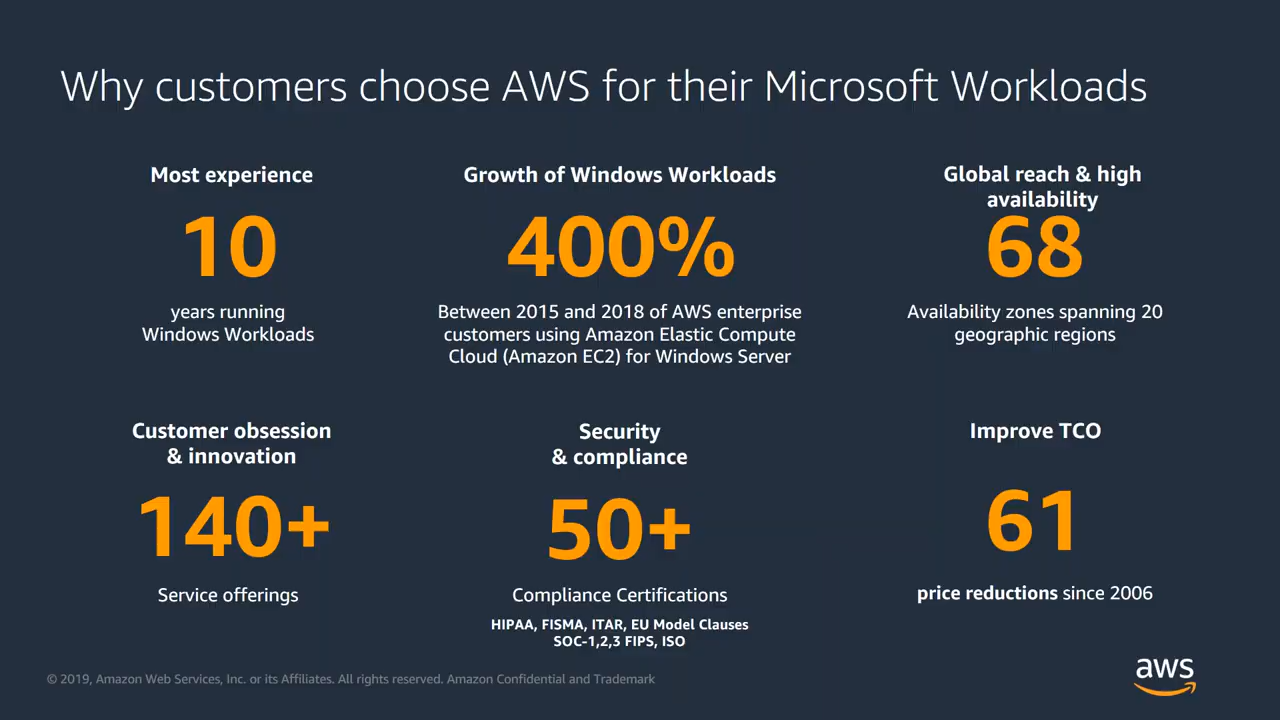 Why customers choose AWS for their Microsoft Workloads
Most experience
10
years running
Windows Workloads
Growth of Windows Workloads
400%
Between 2015 and 2018 of AWS enterprise
customers using Amazon Elastic Compute
Cloud (Amazon EC2) for Windows Server
Global reach & high
availability
68
Availability zones spanning 20
geographic regions
Customer obsession
& innovation
140+
Service offerings
Security
& compliance
50+
Compliance Certifications
HIPAA, FISMA, ITAR, EU Model Clauses
SOC-1,2,3 FIPS, ISO
Improve TCO
61
price reductions since 2006
© 2019, Amazon Web Services, Inc. or its Affiliates. All rights reserved. Amazon Confidential and Trademark
aws